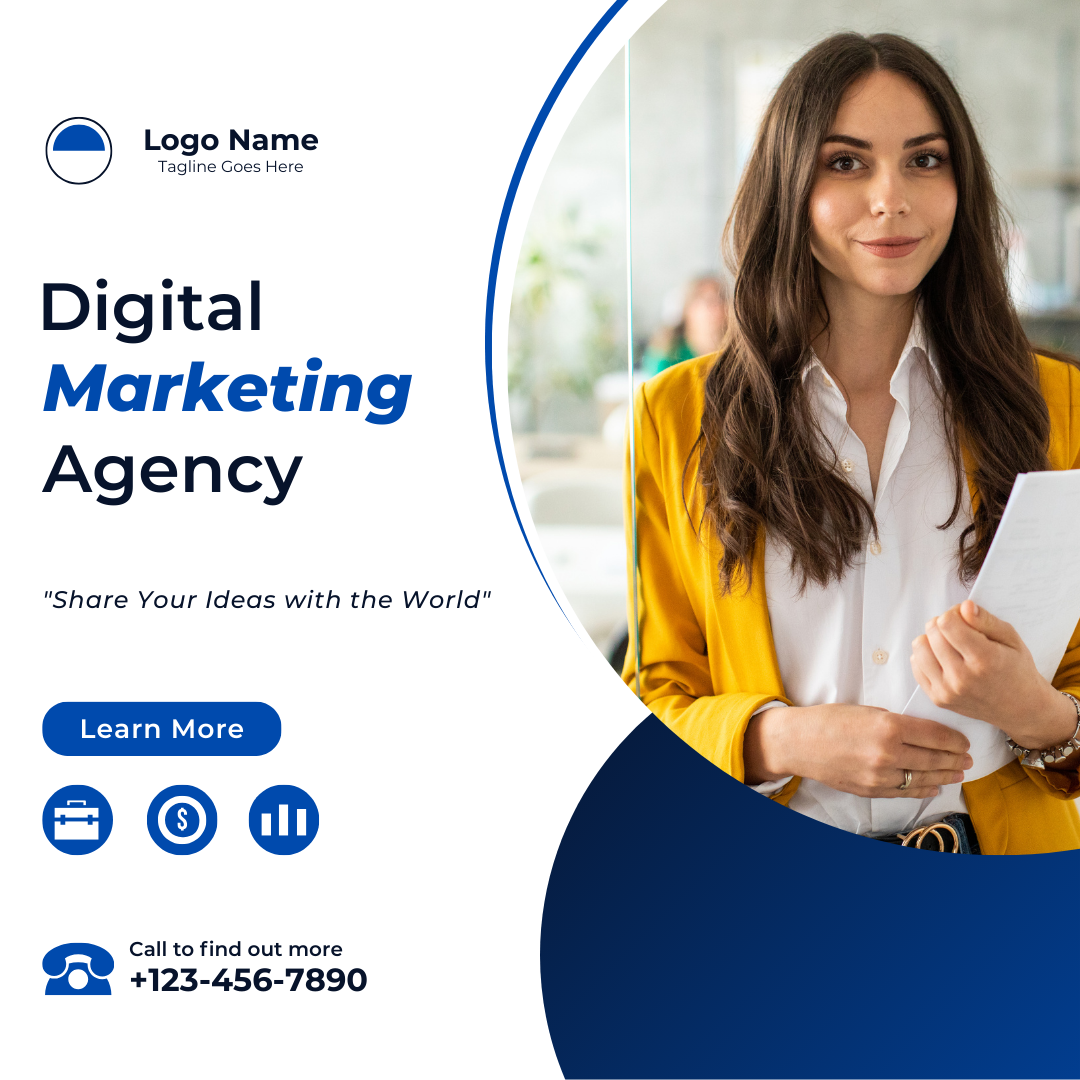 Logo Name
Tagline Goes Here
Digital
Marketing
Agency
"Share Your Ideas with the World"
Learn More
$
Call to find out more
+123-456-7890